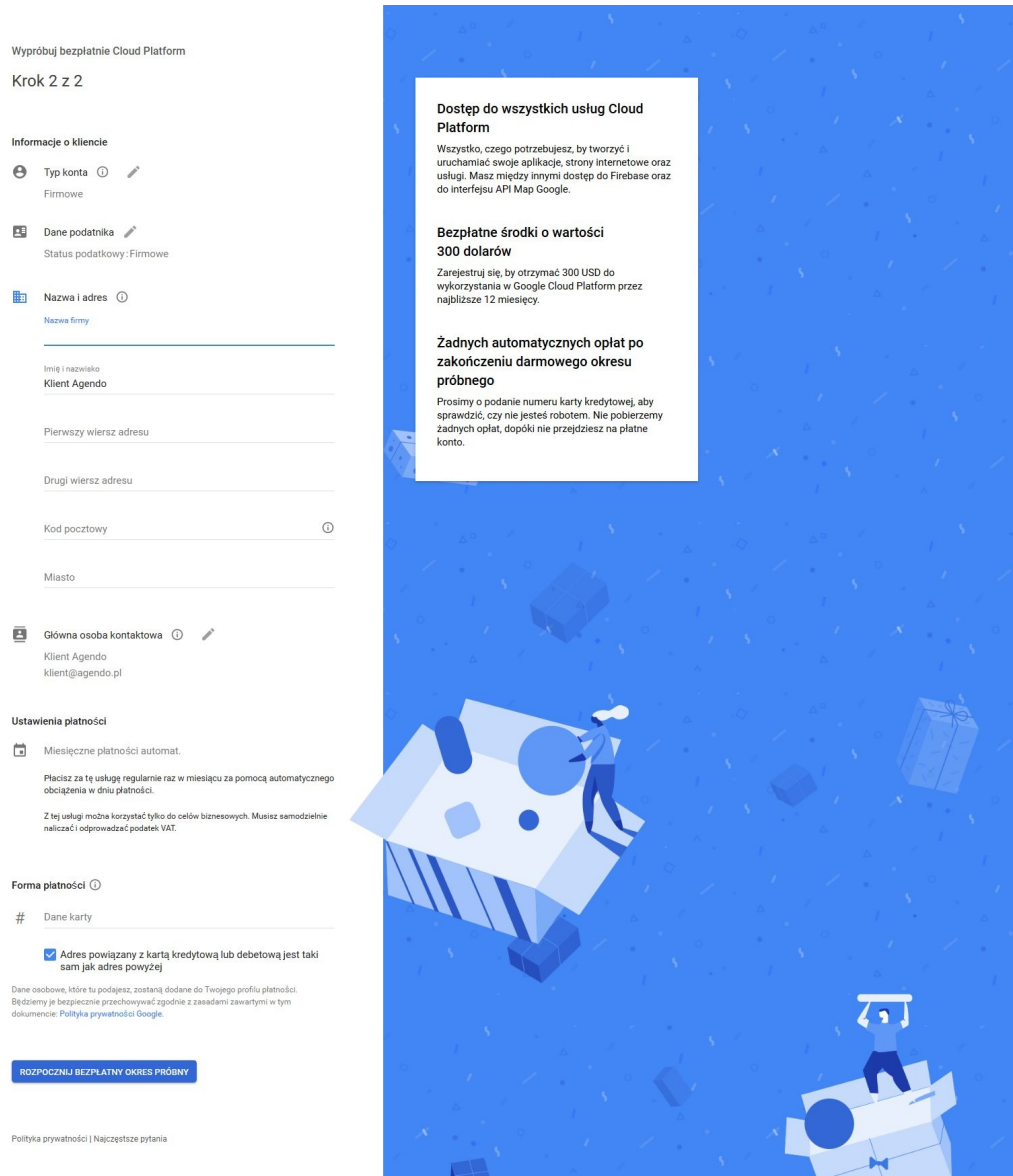 Wypróbuj bezpłatnie Cloud Platform
Krok 2 z 2
Informacje o kliencie
Typ konta
Firmowe
Dane podatnika
Status podatkowy: Firmowe
Nazwa i adres
Nazwa firmy
Imię i nazwisko
Klient Agendo
Pierwszy wiersz adresu
Drugi wiersz adresu
Kod pocztowy
Miasto
Główna osoba kontaktowa
Klient Agendo
klient@agendo.pl
Ustawienia płatności
Miesięczne płatności automat.
Płacisz za tę usługę regularnie raz w miesiącu za pomocą automatycznego
obciążenia w dniu płatności.
Z tej usługi można korzystać tylko do celów biznesowych. Musisz samodzielnie
naliczać i odprowadzać podatek VAT.
Forma płatności
# Dane karty
Adres powiązany z kartą kredytową lub debetową jest taki
sam jak adres powyżej
Dane osobowe, które tu podajesz, zostaną dodane do Twojego profilu płatności.
Będziemy je bezpiecznie przechowywać zgodnie z zasadami zawartymi w tym
dokumencie: Polityka prywatności Google.
ROZPOCZNIJ BEZPŁATNY OKRES PRÓBNY
Polityka prywatności | Najczęstsze pytania
Dostęp do wszystkich usług Cloud
Platform
Wszystko, czego potrzebujesz, by tworzyć i
uruchamiać swoje aplikacje, strony internetowe oraz
usługi. Masz między innymi dostęp do Firebase oraz
do interfejsu API Map Google.
Bezpłatne środki o wartości
300 dolarów
Zarejestruj się, by otrzymać 300 USD do
wykorzystania w Google Cloud Platform przez
najbliższe 12 miesięcy.
Żadnych automatycznych opłat po
zakończeniu darmowego okresu
próbnego
Prosimy o podanie numeru karty kredytowej, aby
sprawdzić, czy nie jesteś robotem. Nie pobierzemy
żadnych opłat, dopóki nie przejdziesz na płatne
konto.